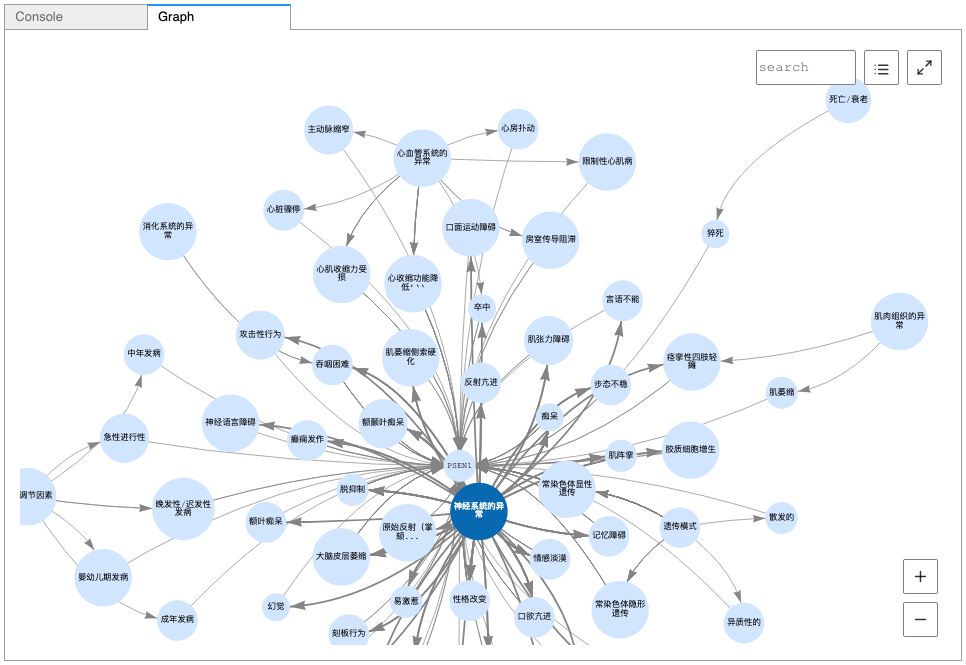 Console
Graph
search
死亡/衰老
主动脉缩窄
心房扑动
心血管系统的
异常
限制性心肌病
心脏骤停
消化系统的异
常
口面运动障碍
房室传导阻滞
猝死
心肌收缩力受
损
心收缩功能降
低...
卒中
言语不能
肌肉组织的异
常
攻击性行为
肌张力障碍
中年发病
吞咽困难
肌萎缩侧索硬
化
痉挛性四肢轻
瘫
反射亢进
步态不稳
肌萎缩
神经语言障碍
额颞叶痴呆
痴呆
急性进行性
癫痫发作
肌阵挛
胶质细胞增生
PSEN1
调节因素
脱抑制
常染色体显性
遗传
晚发性/迟发性
发病
神经系统的异
常
额叶痴呆
原始反射（掌
颏...
遗传模式
散发的
记忆障碍
大脑皮层萎缩
情感淡漠
婴幼儿期发病
幻觉
易激惹
性格改变
口欲亢进
常染色体隐形
遗传
成年发病
异质性的
刻板行为